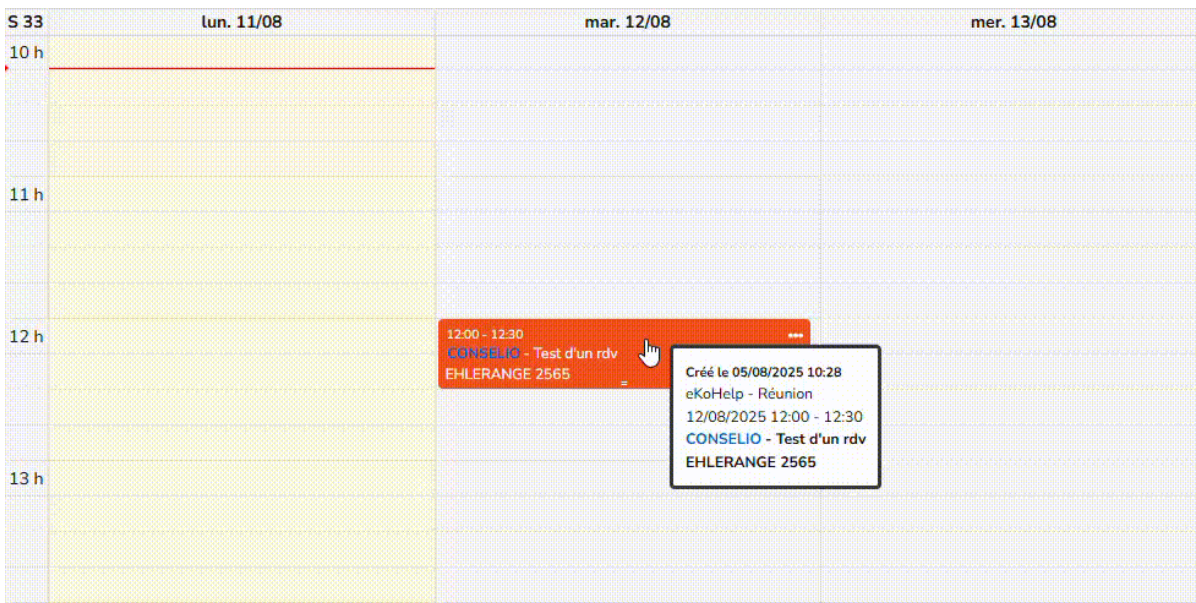 S 33 lun. 11/08 mar. 12/08 mer. 13/08
10 h
11 h
12 h
12:00 - 12:30
CONSELIO - Test d'un rdv
EHLERANGE 2565
Créé le 05/08/2025 10:28
eKoHelp - Réunion
12/08/2025 12:00 - 12:30
CONSELIO - Test d'un rdv
EHLERANGE 2565
13 h